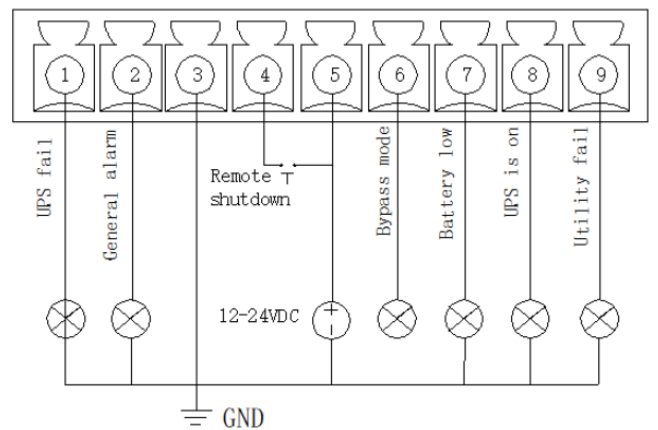 1 2 3 4 5 6 7 8 9
UPS fail
General alarm
Remote
shutdown
Bypass mode
Battery low
UPS is on
Utility fail
12-24VDC
+
-
GND